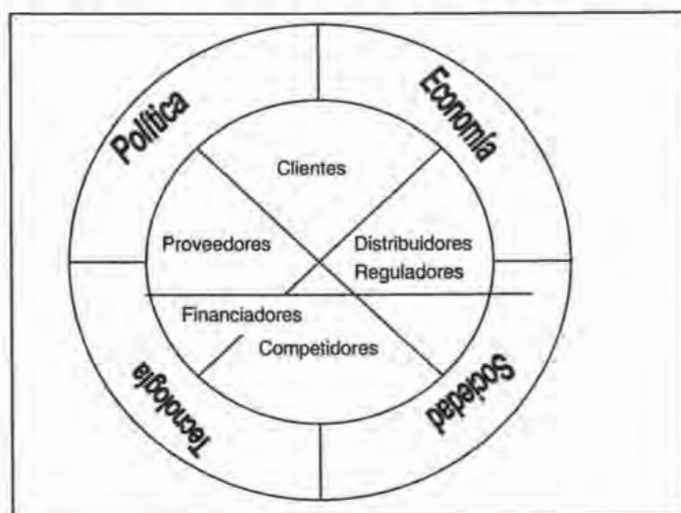 Política
Economía
Clientes
Proveedores
Distribuidores
Reguladores
Financiadores
Competidores
Tecnología
Sociedad